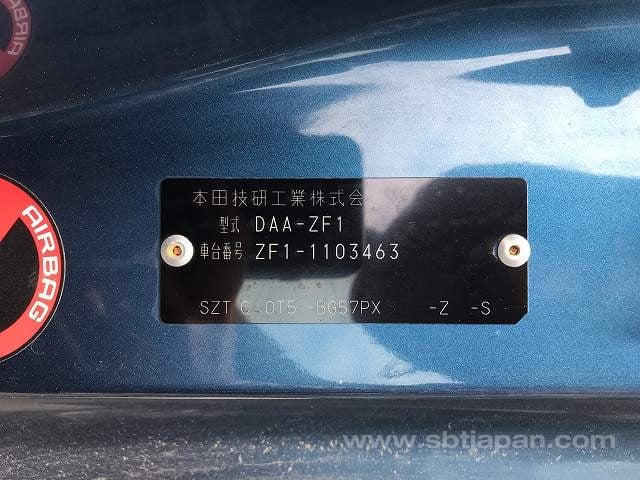 AIRBAG
AIRBAG
本田技研工業株式会
型式 DAA-ZF1
車台番号 ZF1-1103463
SZT C OT5 -BG57PX -Z -S
www.sbtjapan.com